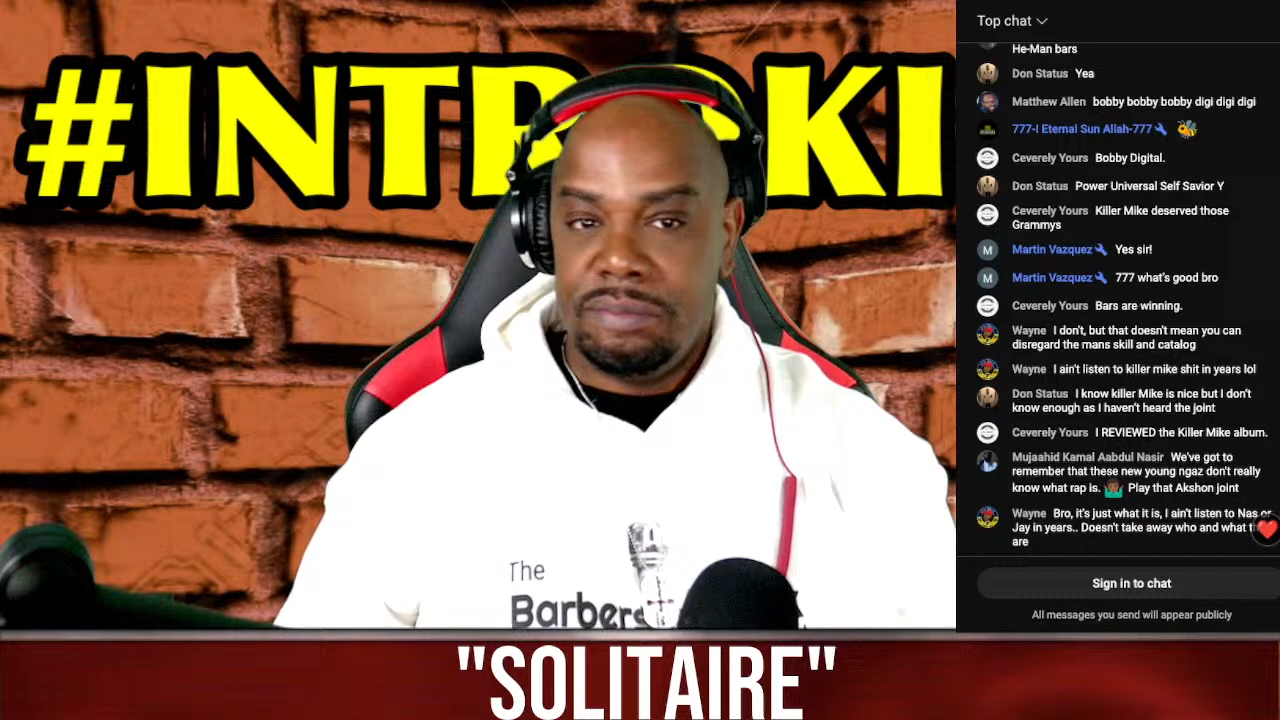 #INTR KI
The
Barbers
"SOLITAIRE"
Top chat
He-Man bars
Don Status Yea
Matthew Allen bobby bobby bobby digi digi digi
777-I Eternal Sun Allah-777
Ceverely Yours Bobby Digital.
Don Status Power Universal Self Savior Y
Ceverely Yours Killer Mike deserved those
Grammys
M
Martin Vazquez Yes sir!
M
Martin Vazquez 777 what's good bro
Ceverely Yours Bars are winning.
Wayne I don't, but that doesn't mean you can
disregard the mans skill and catalog
Wayne I ain't listen to killer mike shit in years lol
Don Status I know killer Mike is nice but I don't
know enough as I haven't heard the joint
Ceverely Yours I REVIEWED the Killer Mike album.
Mujaahid Kamal Aabdul Nasir We've got to
remember that these new young ngaz don't really
know what rap is. Play that Akshon joint
Wayne Bro, it's just what it is, I ain't listen to Nas or
Jay in years.. Doesn't take away who and what th
are
Sign in to chat
All messages you send will appear publicly